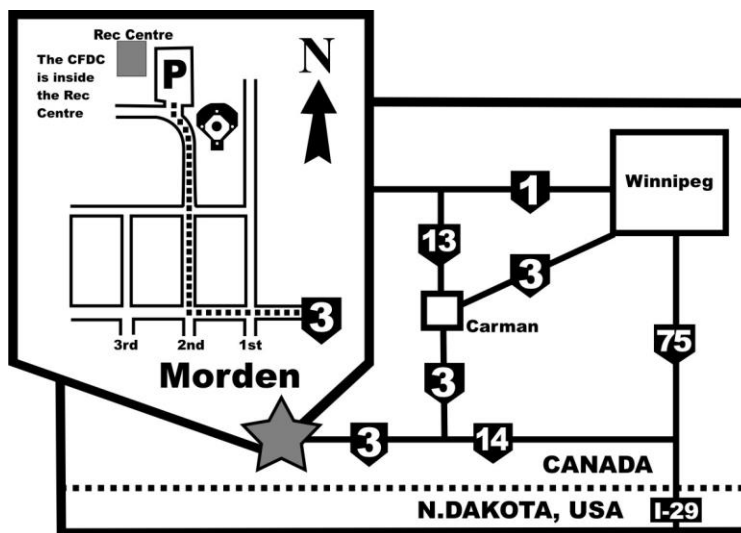 Rec Centre
The CFDC
is inside
the Rec
Centre
P
N
1
Winnipeg
13
3
3
Carman
3rd
2nd
1st
75
Morden
3
3
14
CANADA
N.DAKOTA, USA
I-29